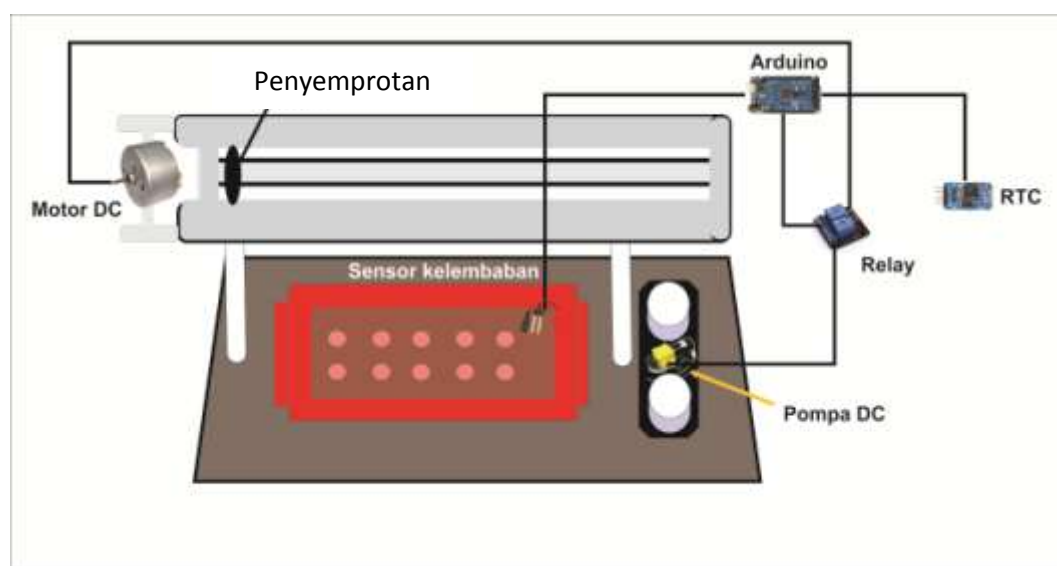 Penyemprotan
Arduino
Motor DC
RTC
Relay
Sensor kelembaban
Pompa DC